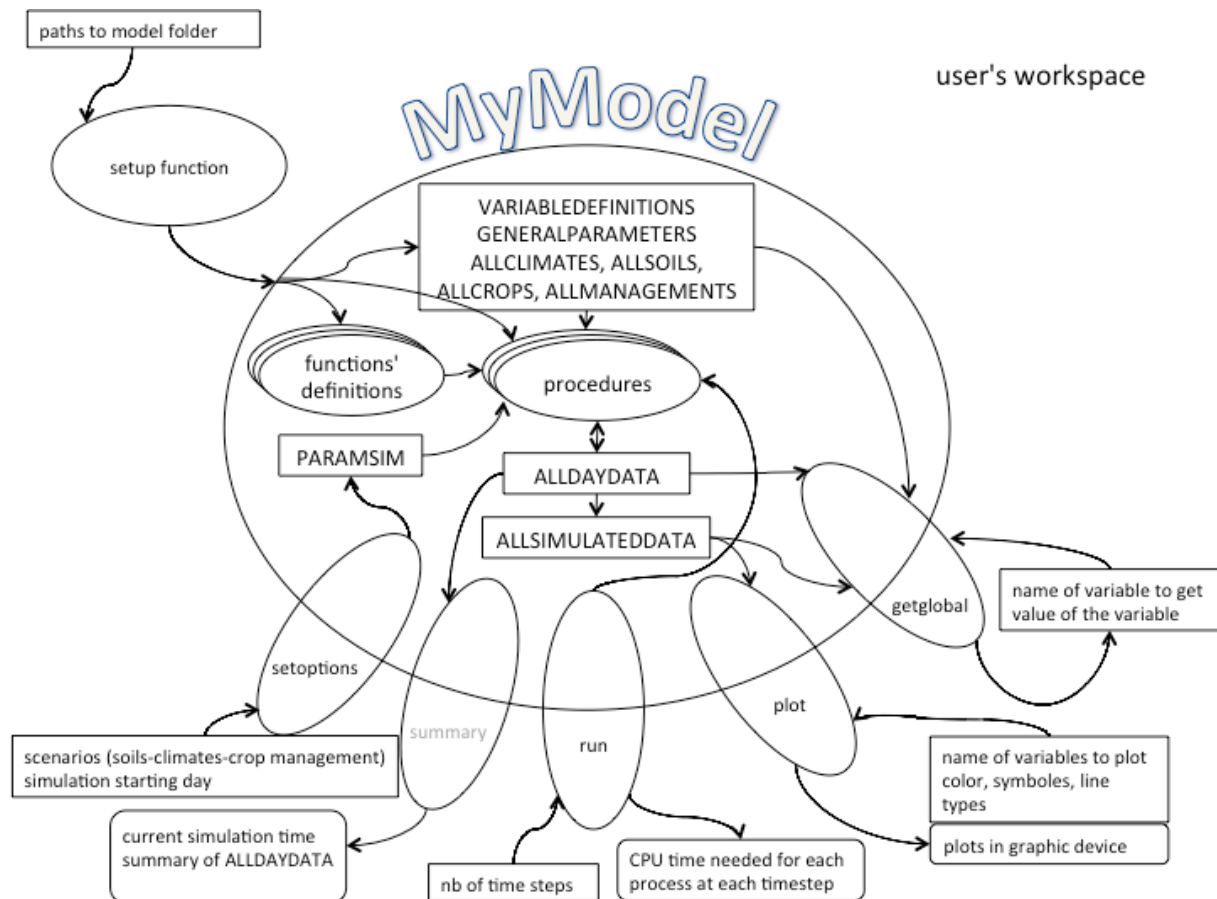 paths to model folder
user's workspace
MyModel
setup function
VARIABLEDEFINITIONS
GENERALPARAMETERS
ALLCLIMATES, ALLSOILS,
ALLCROPS, ALLMANAGEMENTS
functions'
definitions
procedures
PARAMSIM
ALLDAYDATA
ALLSIMULATEDDATA
getglobal
name of variable to get
value of the variable
setoptions
summary
run
plot
scenarios (soils-climates-crop management)
simulation starting day
name of variables to plot
color, symboles, line
types
current simulation time
summary of ALLDAYDATA
nb of time steps
CPU time needed for each
process at each timestep
plots in graphic device